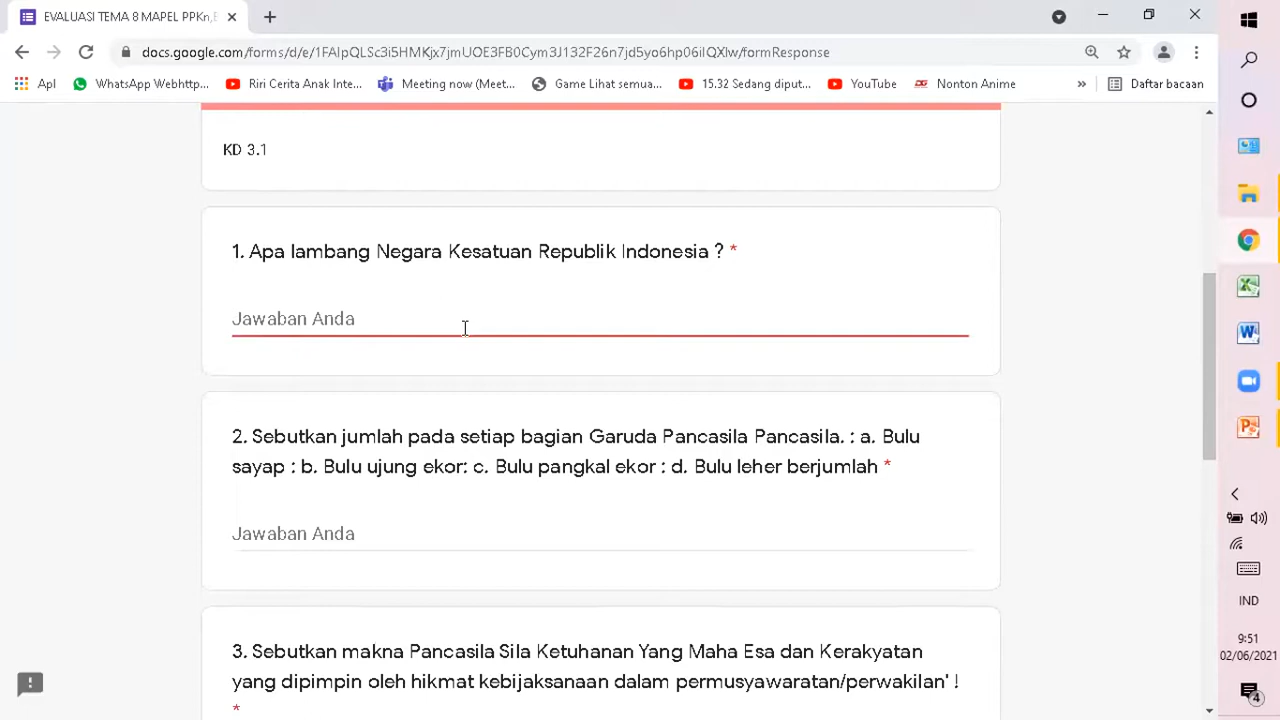 EVALUASI TEMA 8 MAPEL PPKn,E
docs.google.com/forms/d/e/1FAIpQLSc3i5HMKjx7jmUOE3FB0Cym3J132F26n7jd5yo6hp06iIQXIw/formResponse
Apl
WhatsApp Webhttp...
Riri Cerita Anak Inte...
Meeting now (Meet...
Game Lihat semua...
15.32 Sedang diput...
YouTube
Nonton Anime
»
Daftar bacaan
KD 3.1
1. Apa lambang Negara Kesatuan Republik Indonesia ? *
Jawaban Anda
2. Sebutkan jumlah pada setiap bagian Garuda Pancasila Pancasila. : a. Bulu
sayap : b. Bulu ujung ekor: c. Bulu pangkal ekor : d. Bulu leher berjumlah *
Jawaban Anda
3. Sebutkan makna Pancasila Sila Ketuhanan Yang Maha Esa dan Kerakyatan
yang dipimpin oleh hikmat kebijaksanaan dalam permusyawaratan/perwakilan' !
*
IND
9:51
02/06/2021
4